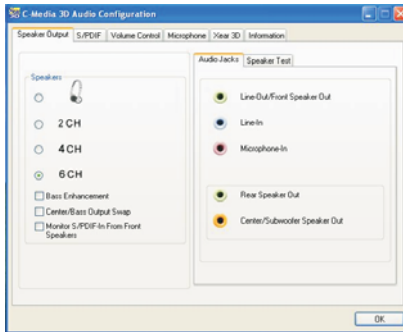 C-Media 3D Audio Configuration
Speaker Output S/PDIF Volume Control Microphone Xear 3D Information
Speakers
2 CH
4 CH
6 CH
Bass Enhancement
Center/Bass Output Swap
Monitor S/PDIF-In From Front
Speakers
Audio Jacks Speaker Test
Line-Out/Front Speaker Out
Line-In
Microphone-In
Rear Speaker Out
Center/Subwoofer Speaker Out
OK